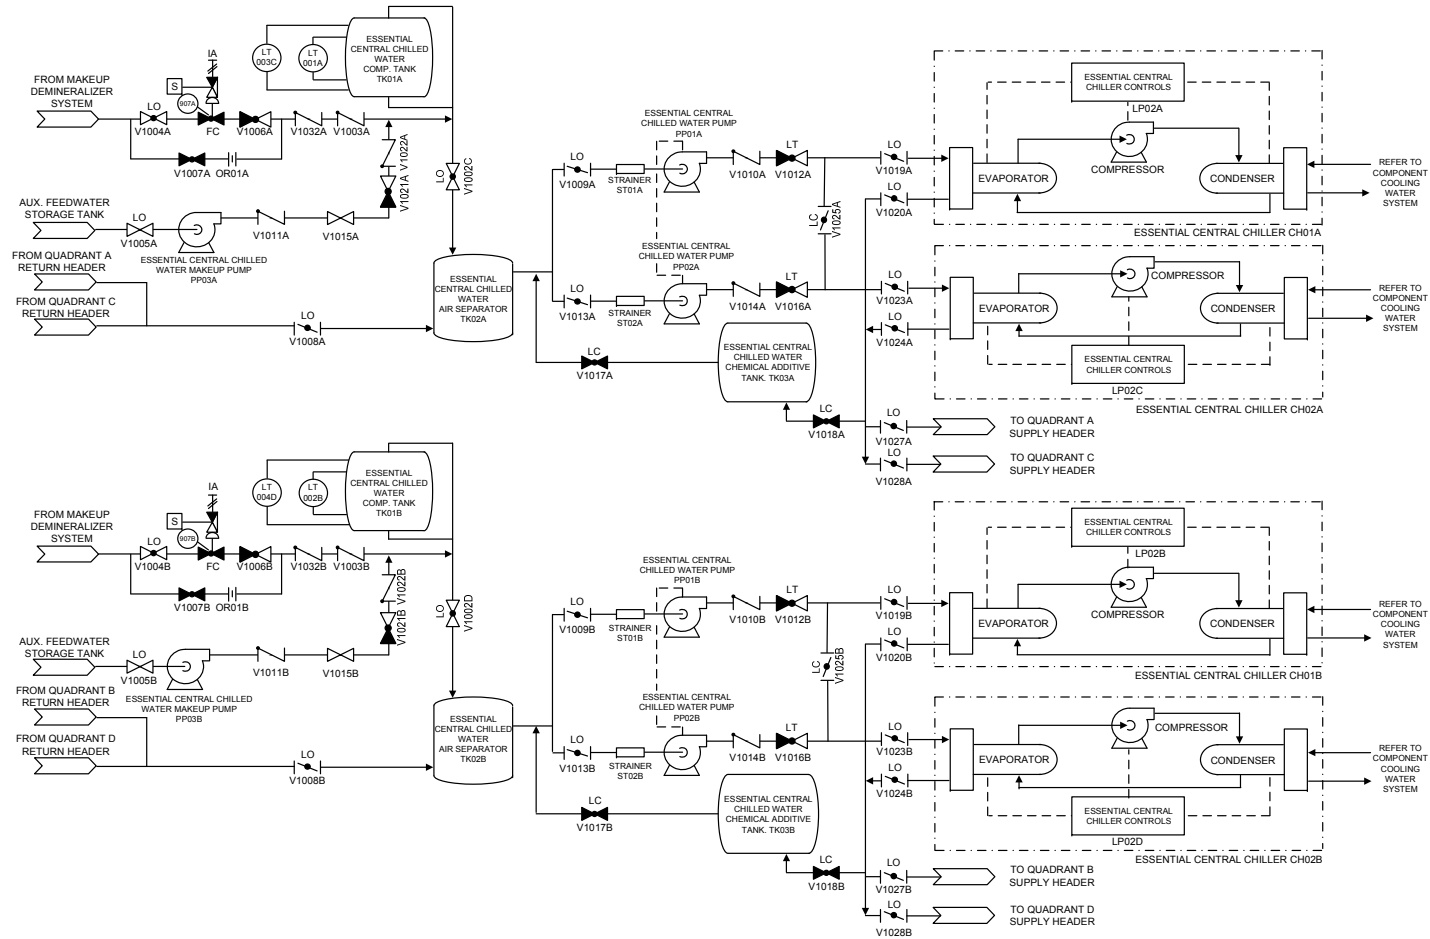 ESSENTIAL
CENTRAL CHILLED
WATER
COMP. TANK
TK01A
LT
003C
LT
001A
IA
S
907A
FROM MAKEUP
DEMINERALIZER
SYSTEM
LO
V1004A
FC
V1006A
V1032A
V1003A
V1007A
OR01A
V1022A
V1021A
LO
V1002C
AUX. FEEDWATER
STORAGE TANK
LO
V1005A
V1011A
V1015A
ESSENTIAL CENTRAL CHILLED
WATER MAKEUP PUMP
PP03A
FROM QUADRANT A
RETURN HEADER
FROM QUADRANT C
RETURN HEADER
LO
V1008A
ESSENTIAL
CENTRAL CHILLED
WATER
AIR SEPARATOR
TK02A
LO
V1009A
STRAINER
ST01A
ESSENTIAL CENTRAL
CHILLED WATER PUMP
PP01A
V1010A
LT
V1012A
LO
V1013A
STRAINER
ST02A
ESSENTIAL CENTRAL
CHILLED WATER PUMP
PP02A
V1014A
LT
V1016A
LC
V1025A
LC
V1017A
ESSENTIAL CENTRAL
CHILLED WATER
CHEMICAL ADDITIVE
TANK. TK03A
LC
V1018A
LO
V1019A
LO
V1020A
LO
V1023A
LO
V1024A
LO
V1027A
TO QUADRANT A
SUPPLY HEADER
LO
V1028A
TO QUADRANT C
SUPPLY HEADER
ESSENTIAL CENTRAL
CHILLER CONTROLS
LP02A
EVAPORATOR
COMPRESSOR
CONDENSER
REFER TO
COMPONENT
COOLING
WATER
SYSTEM
ESSENTIAL CENTRAL CHILLER CH01A
EVAPORATOR
COMPRESSOR
CONDENSER
ESSENTIAL CENTRAL
CHILLER CONTROLS
LP02C
REFER TO
COMPONENT
COOLING
WATER
SYSTEM
ESSENTIAL CENTRAL CHILLER CH02A
ESSENTIAL
CENTRAL CHILLED
WATER
COMP. TANK
TK01B
LT
004D
LT
002B
IA
S
907B
FROM MAKEUP
DEMINERALIZER
SYSTEM
LO
V1004B
FC
V1006B
V1032B
V1003B
V1007B
OR01B
V1022B
V1021B
LO
V1002D
AUX. FEEDWATER
STORAGE TANK
LO
V1005B
V1011B
V1015B
ESSENTIAL CENTRAL CHILLED
WATER MAKEUP PUMP
PP03B
FROM QUADRANT B
RETURN HEADER
FROM QUADRANT D
RETURN HEADER
LO
V1008B
ESSENTIAL
CENTRAL CHILLED
WATER
AIR SEPARATOR
TK02B
LO
V1009B
STRAINER
ST01B
ESSENTIAL CENTRAL
CHILLED WATER PUMP
PP01B
V1010B
LT
V1012B
LO
V1013B
STRAINER
ST02B
ESSENTIAL CENTRAL
CHILLED WATER PUMP
PP02B
V1014B
LT
V1016B
LC
V1025B
LC
V1017B
ESSENTIAL CENTRAL
CHILLED WATER
CHEMICAL ADDITIVE
TANK. TK03B
LC
V1018B
LO
V1019B
LO
V1020B
LO
V1023B
LO
V1024B
LO
V1027B
TO QUADRANT B
SUPPLY HEADER
LO
V1028B
TO QUADRANT D
SUPPLY HEADER
ESSENTIAL CENTRAL
CHILLER CONTROLS
LP02B
EVAPORATOR
COMPRESSOR
CONDENSER
REFER TO
COMPONENT
COOLING
WATER
SYSTEM
ESSENTIAL CENTRAL CHILLER CH01B
EVAPORATOR
COMPRESSOR
CONDENSER
ESSENTIAL CENTRAL
CHILLER CONTROLS
LP02D
REFER TO
COMPONENT
COOLING
WATER
SYSTEM
ESSENTIAL CENTRAL CHILLER CH02B